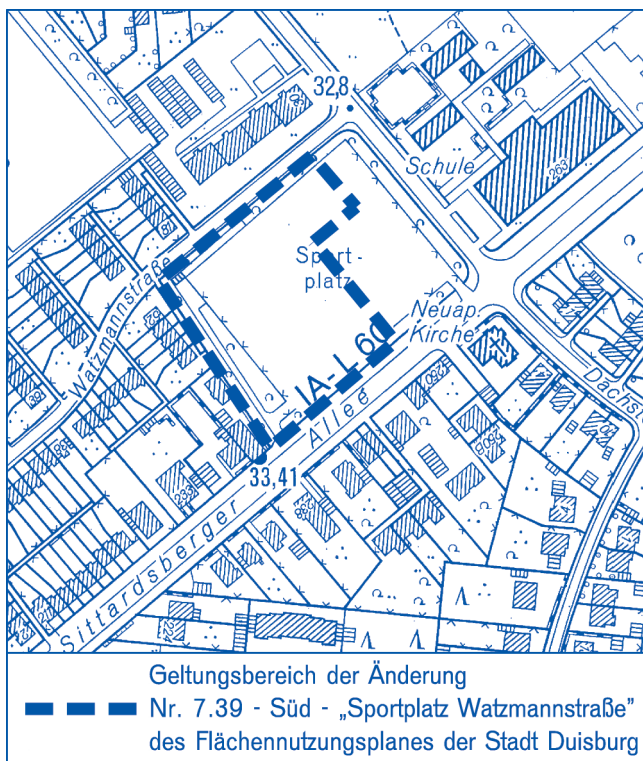 32,8
Schule
263
Sport-
platz
Watzmannstraße
Neuap.
Kirche
IA-L 60
Allee
Dachs
33,41
Sittardsberger
Geltungsbereich der Änderung
Nr. 7.39 - Süd - „Sportplatz Watzmannstraße”
des Flächennutzungsplanes der Stadt Duisburg